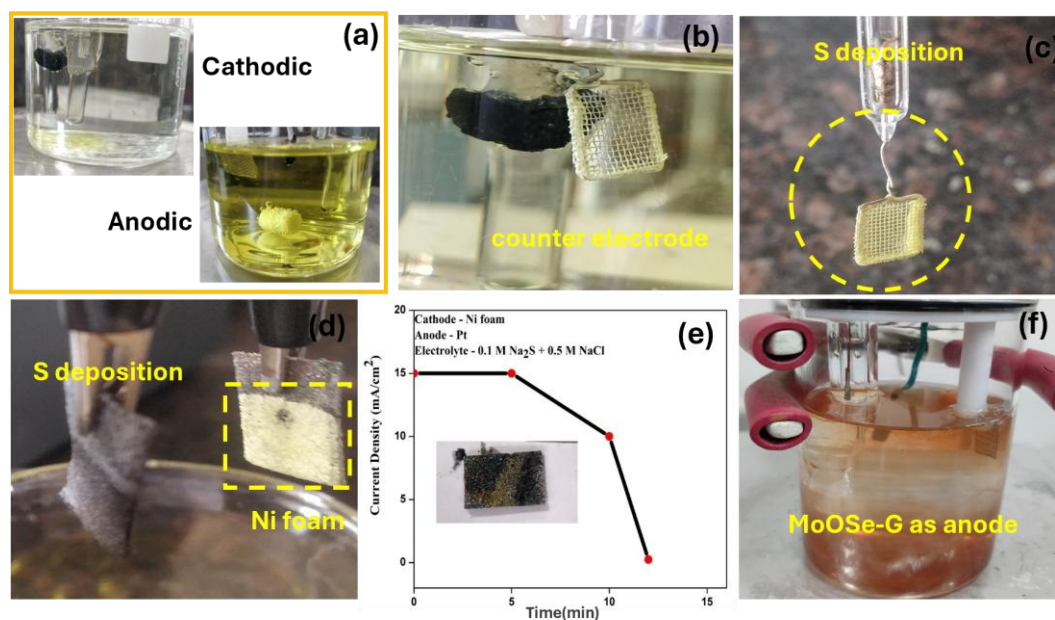 (a)
Cathodic
Anodic
(b)
counter electrode
S deposition
(c)
(d)
S deposition
Ni foam
(e)
Cathode - Ni foam
Anode - Pt
Electrolyte - 0.1 M Na₂S + 0.5 M NaCl
Current Density (mA/cm²)
20
15
10
5
0
0
5
10
15
Time(min)
(f)
MoOSe-G as anode